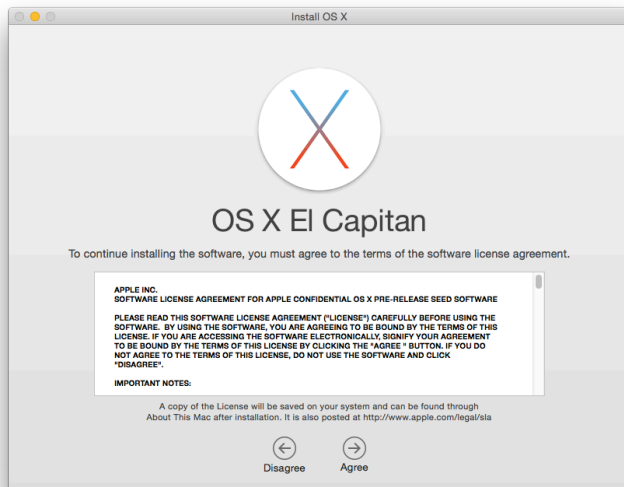 Install OS X
OS X El Capitan
To continue installing the software, you must agree to the terms of the software license agreement.
APPLE INC.
SOFTWARE LICENSE AGREEMENT FOR APPLE CONFIDENTIAL OS X PRE-RELEASE SEED SOFTWARE
PLEASE READ THIS SOFTWARE LICENSE AGREEMENT ("LICENSE") CAREFULLY BEFORE USING THE
SOFTWARE.  BY USING THE SOFTWARE, YOU ARE AGREEING TO BE BOUND BY THE TERMS OF THIS
LICENSE. IF YOU ARE ACCESSING THE SOFTWARE ELECTRONICALLY, SIGNIFY YOUR AGREEMENT
TO BE BOUND BY THE TERMS OF THIS LICENSE BY CLICKING THE "AGREE " BUTTON. IF YOU DO
NOT AGREE TO THE TERMS OF THIS LICENSE, DO NOT USE THE SOFTWARE AND CLICK
"DISAGREE".
IMPORTANT NOTES:
A copy of the License will be saved on your system and can be found through
About This Mac after installation. It is also posted at http://www.apple.com/legal/sla
Disagree Agree